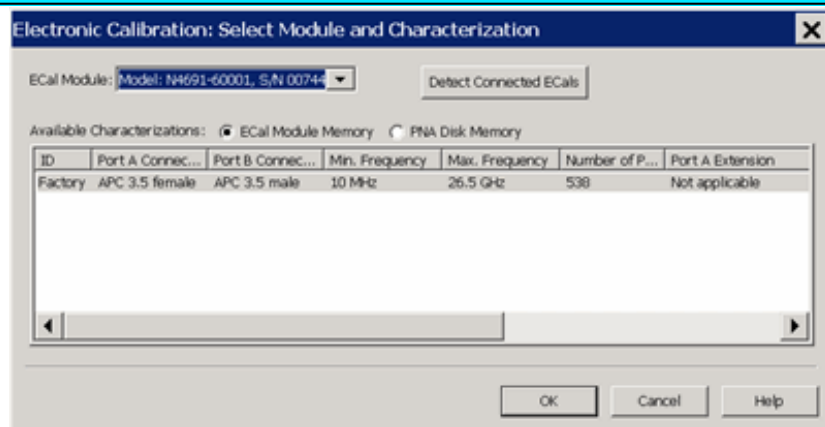 Electronic Calibration: Select Module and Characterization
ECal Module: Model: N4691-60001, S/N 00744 Detect Connected ECals
Available Characterizations: ECal Module Memory PNA Disk Memory
ID Port A Connec... Port B Connec... Min. Frequency Max. Frequency Number of P... Port A Extension
Factory APC 3.5 female APC 3.5 male 10 MHz 26.5 GHz 538 Not applicable
OK Cancel Help